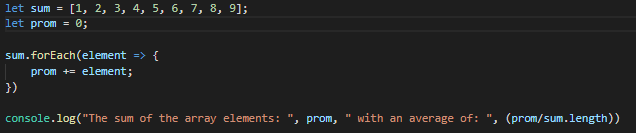 let sum = [1, 2, 3, 4, 5, 6, 7, 8, 9];
let prom = 0;
sum.forEach(element => {
    prom += element;
})
console.log("The sum of the array elements: ", prom, " with an average of: ", (prom/sum.length))